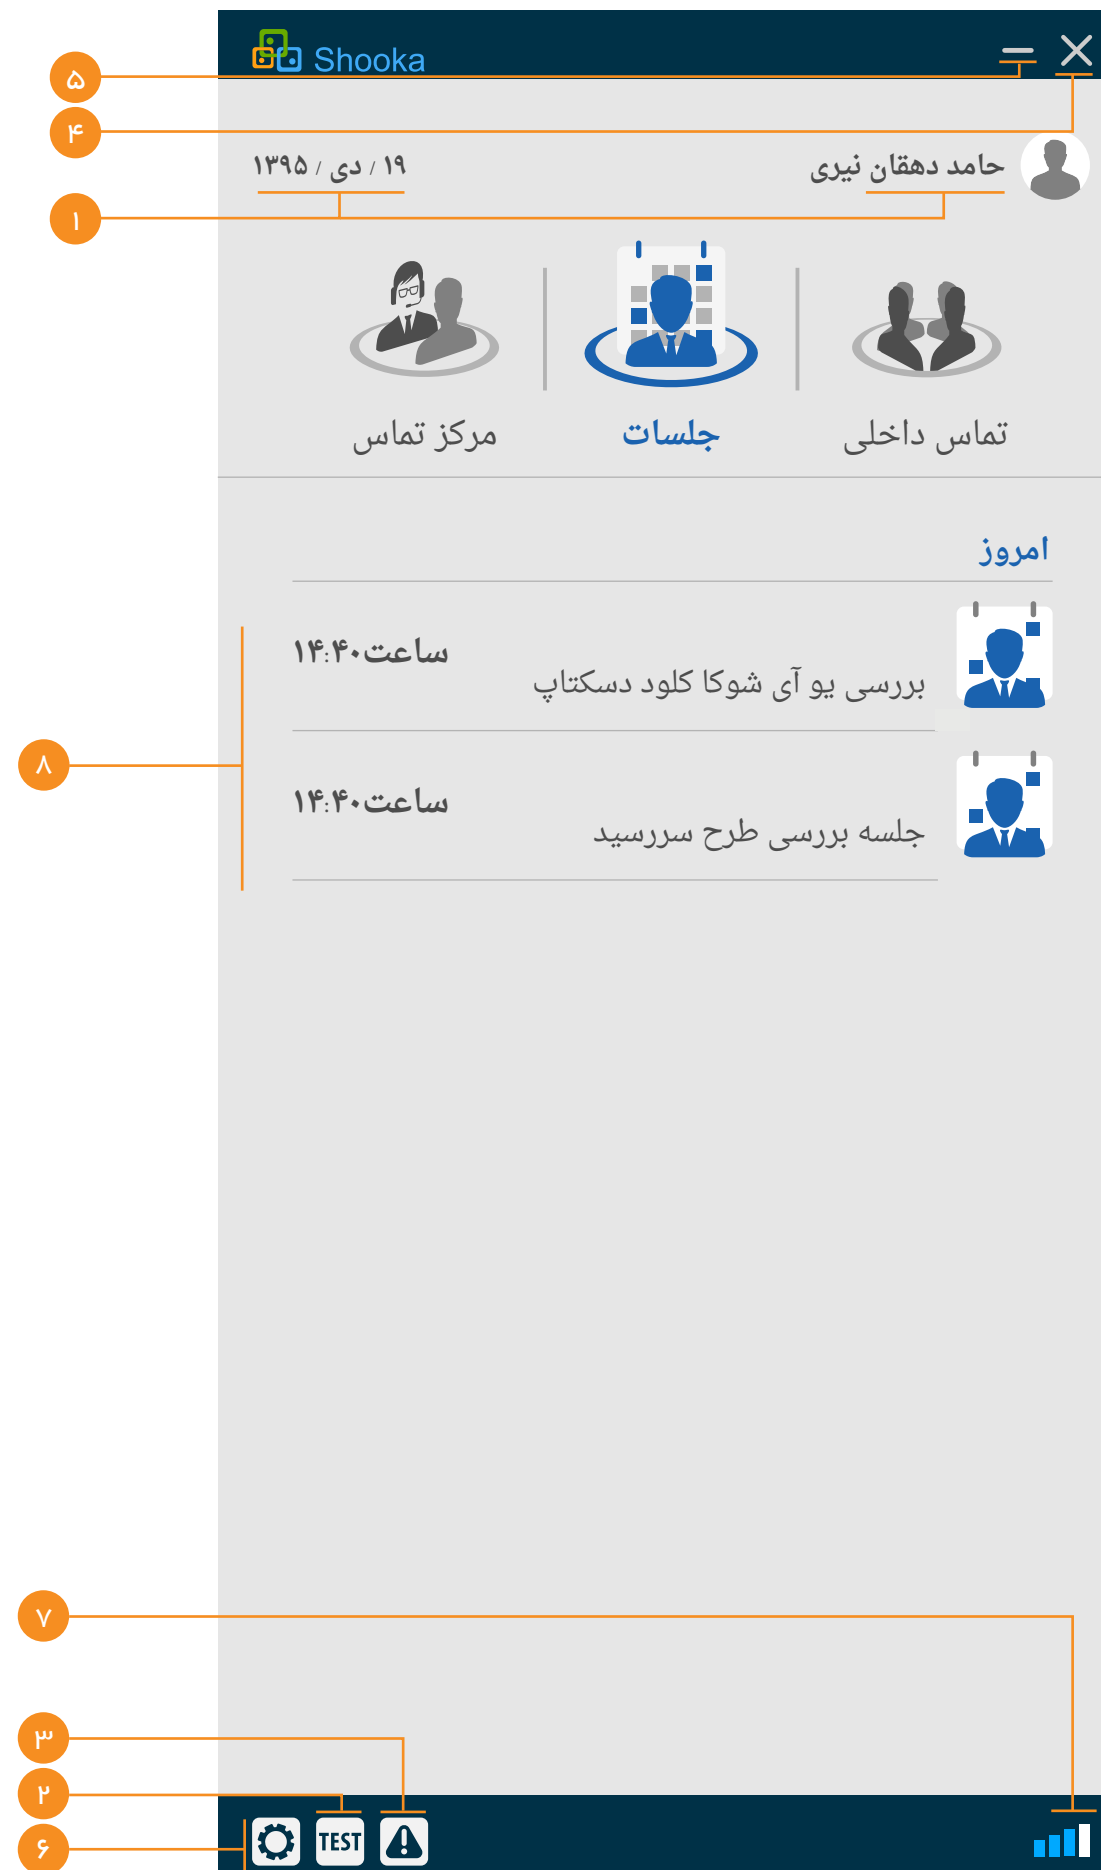 Shooka
۵
۴
حامد دهقان نیری
۱۹ / دی / ۱۳۹۵
۱
تماس داخلی
جلسات
مرکز تماس
امروز
ساعت۱۴:۴۰
بررسی یو آی شوکا کلود دسکتاپ
۸
ساعت۱۴:۴۰
جلسه بررسی طرح سررسید
۷
۳
۲
۶
TEST